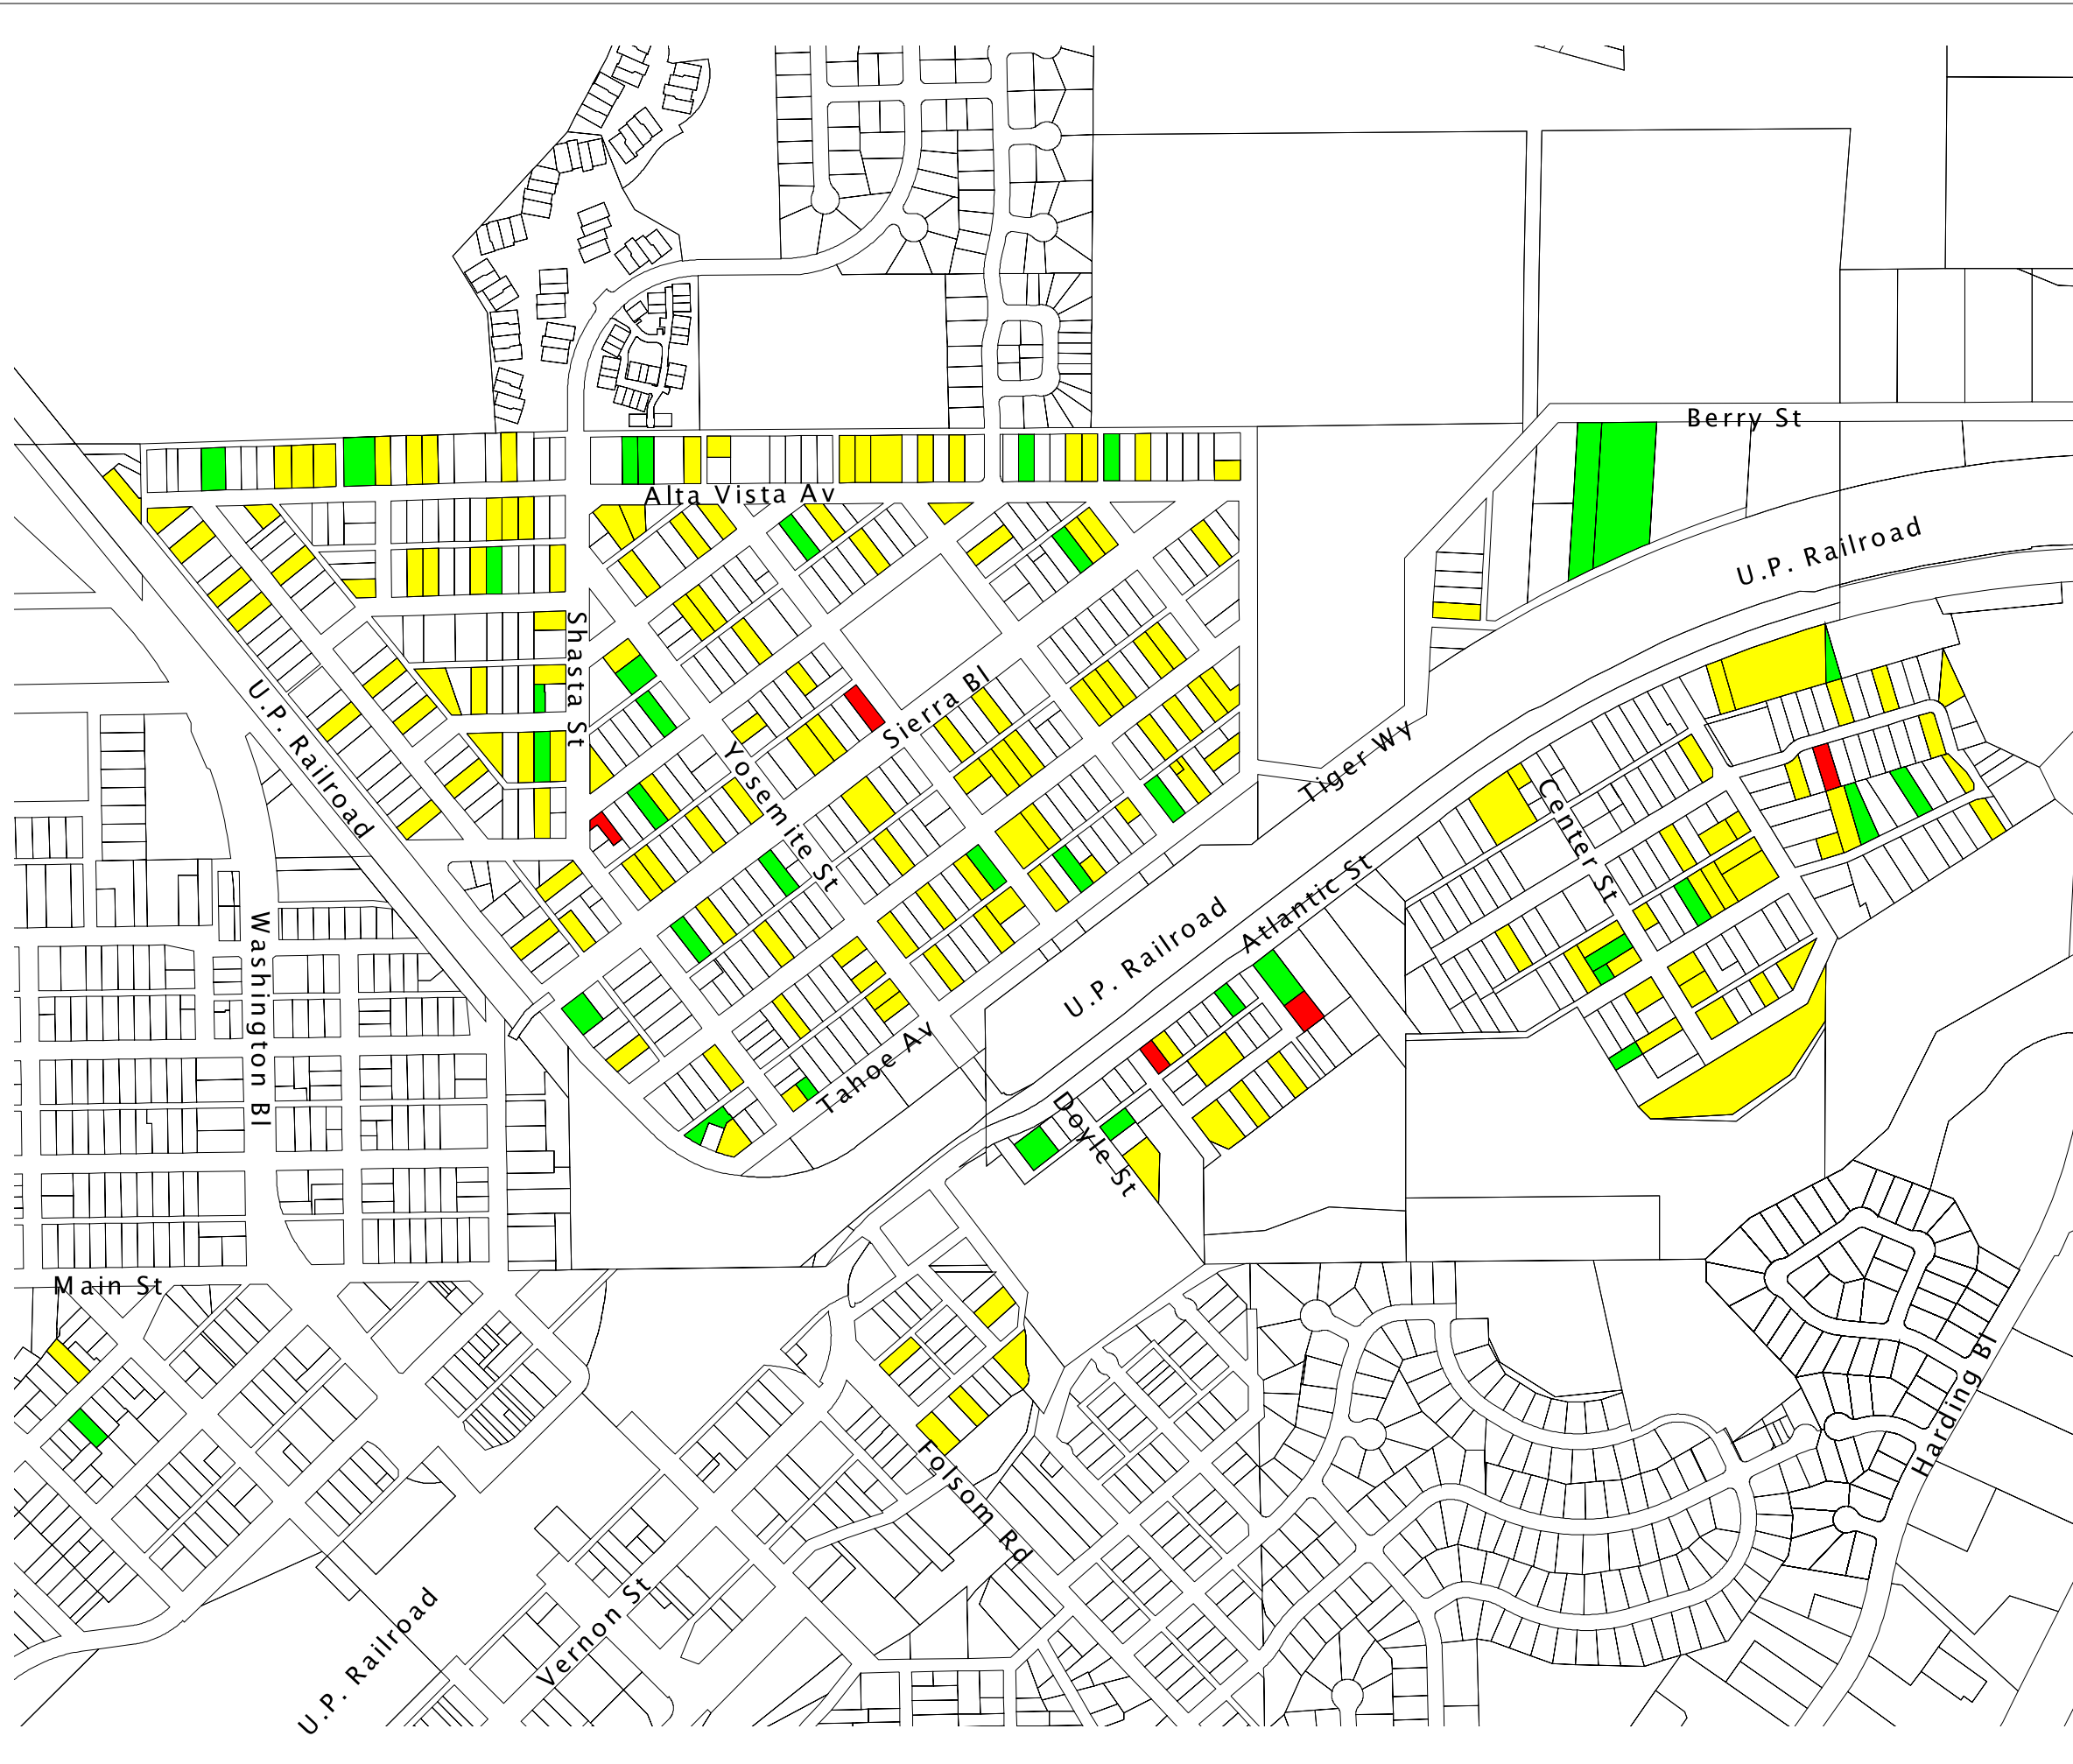 Berry St
Alta Vista Av
U.P. Railroad
Shasta St
Sierra Bl
U.P. Railroad
Yosemite St
Tiger Wy
Center St
Atlantic St
U.P. Railroad
Washington Bl
Tahoe Av
Doyle St
Main St
Harding Bl
Folsom Rd
Vernon St
U.P. Railroad